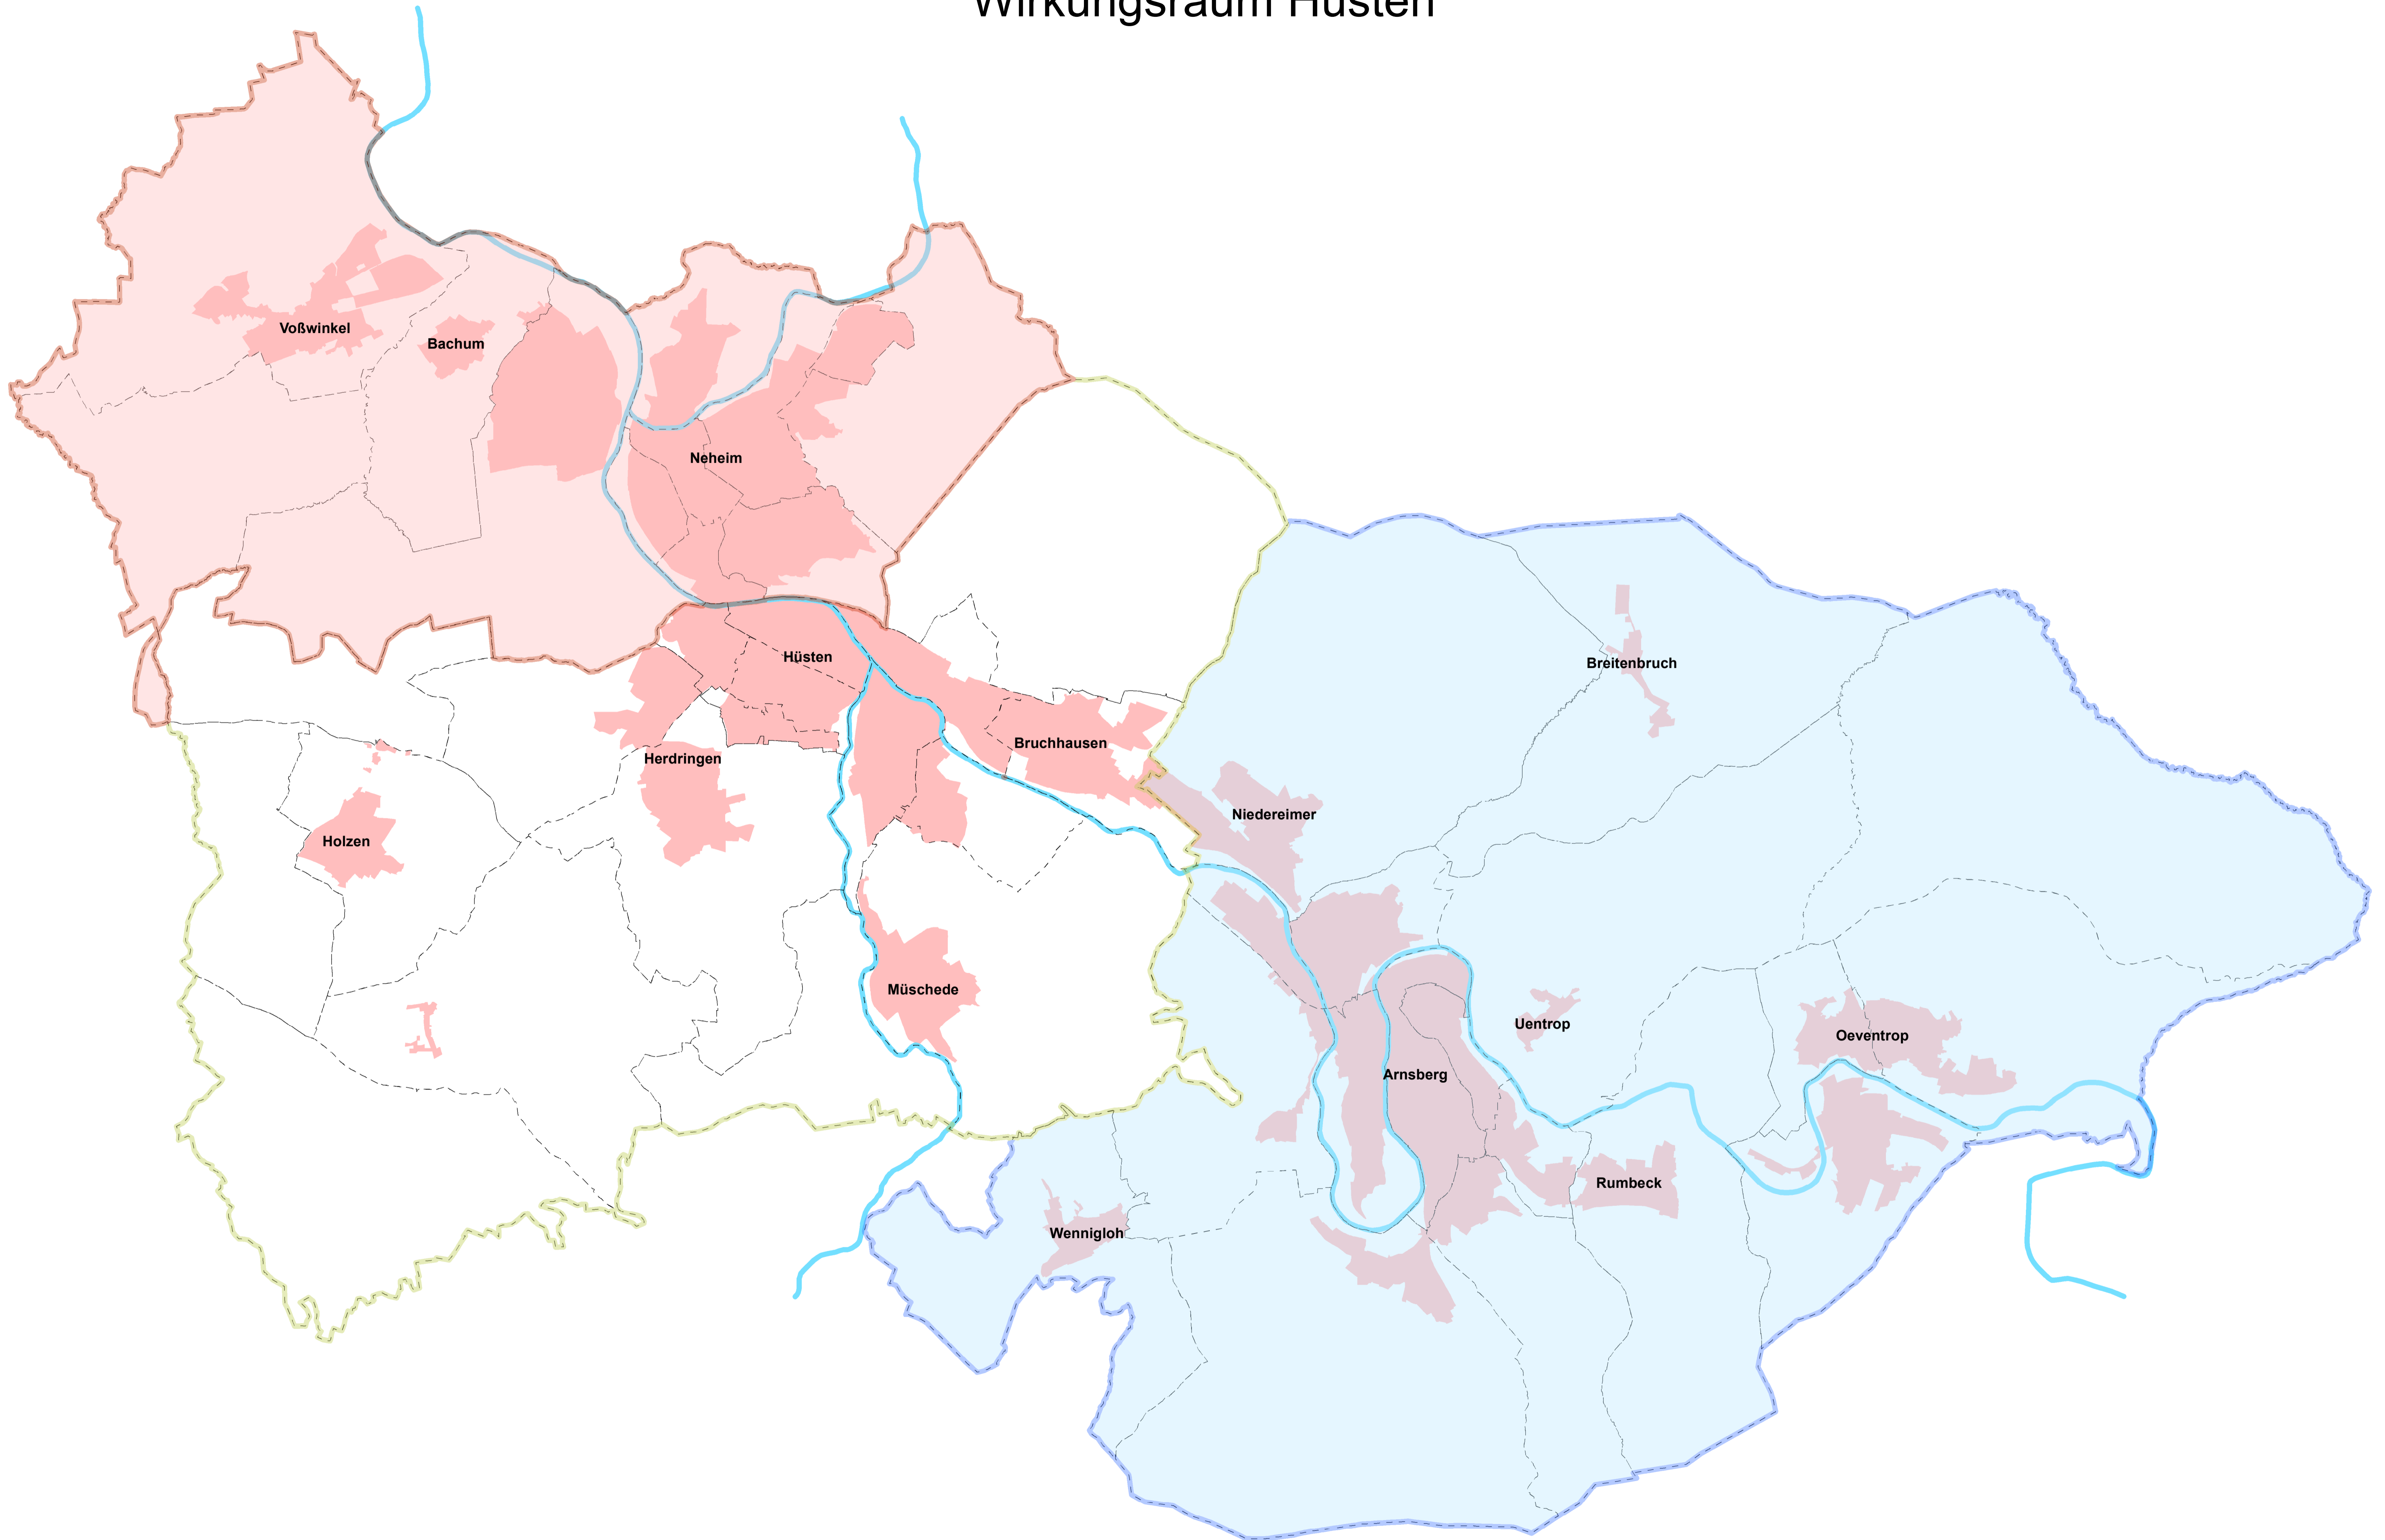 Wirkungsraum Hüsten
Voßwinkel
Bachum
Neheim
Hüsten
Breitenbruch
Bruchhausen
Herdringen
Niedereimer
Holzen
Müschede
Uentrop
Oeventrop
Arnsberg
Rumbeck
Wennigloh